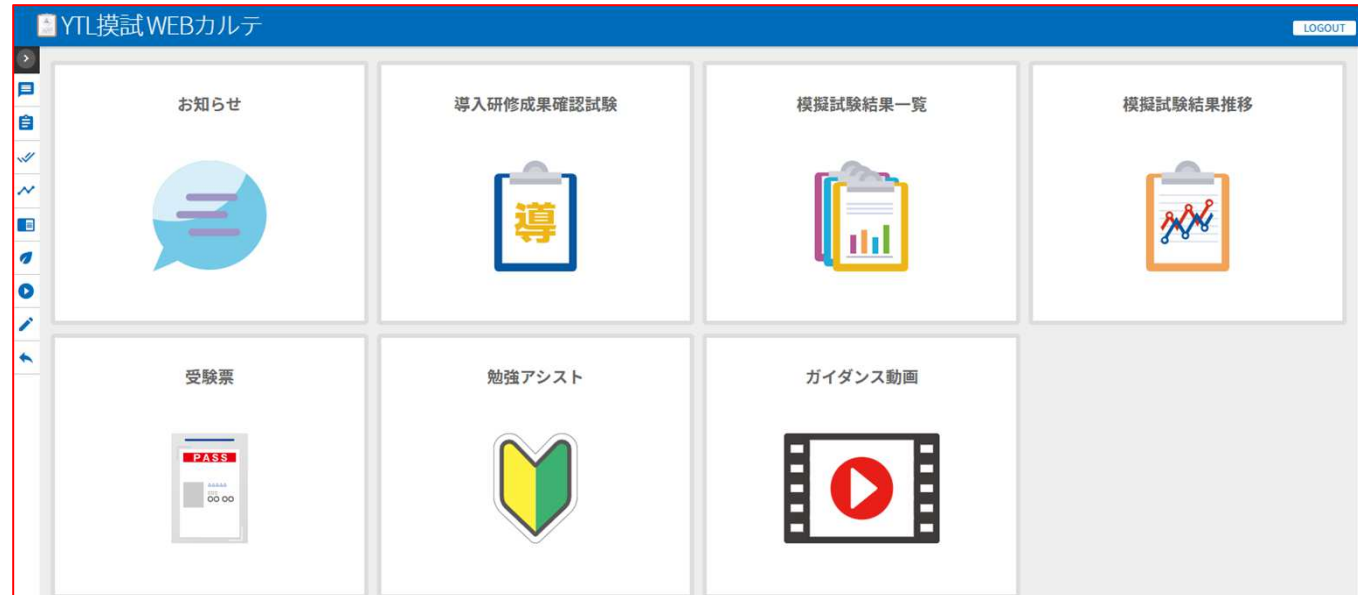 YTL摸試WEBカルテ
LOGOUT
お知らせ
導入研修成果確認試験
模擬試験結果一覧
模擬試験結果推移
導
受験票
勉強アシスト
ガイダンス動画
PASS